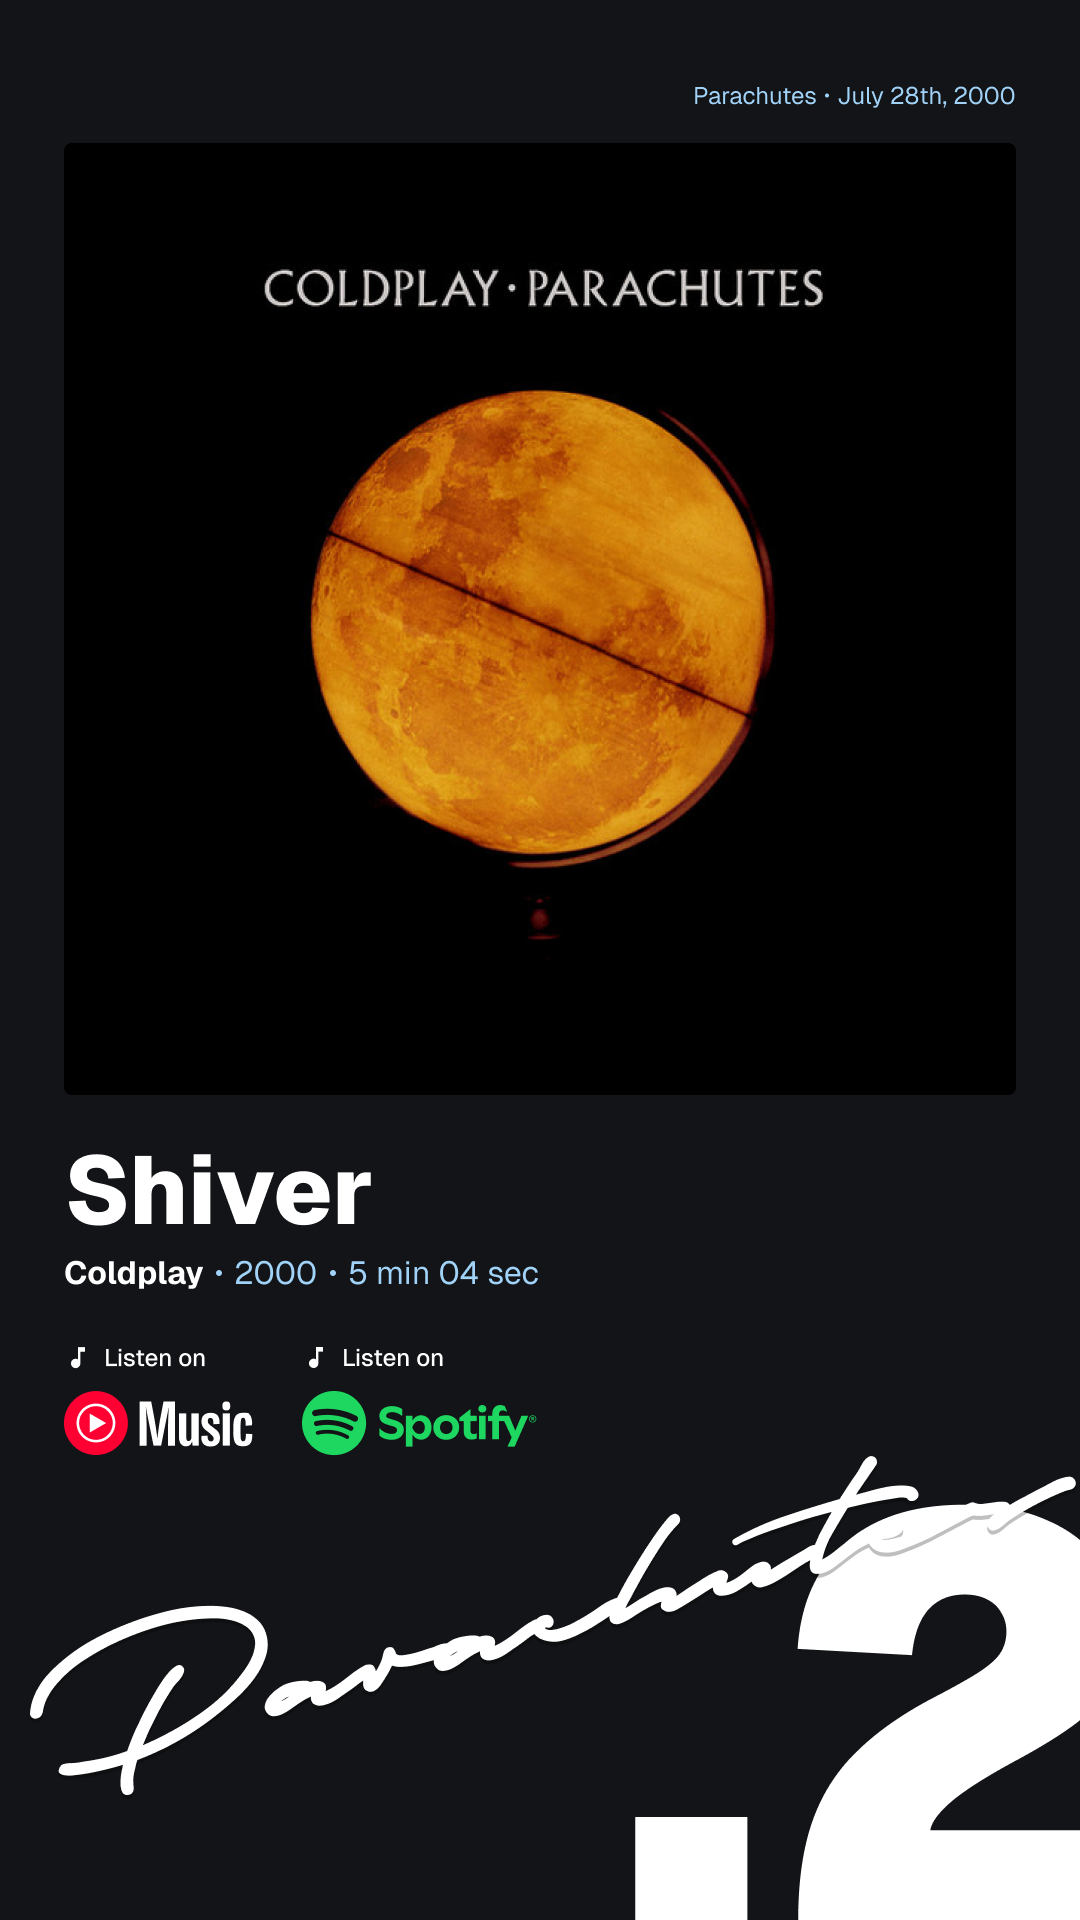 Parachutes · July 28th, 2000
COLDPLAY · PARACHUTES
Shiver
Coldplay · 2000 · 5 min 04 sec
Listen on
Music
Listen on
Spotify®
Parachutes
.2